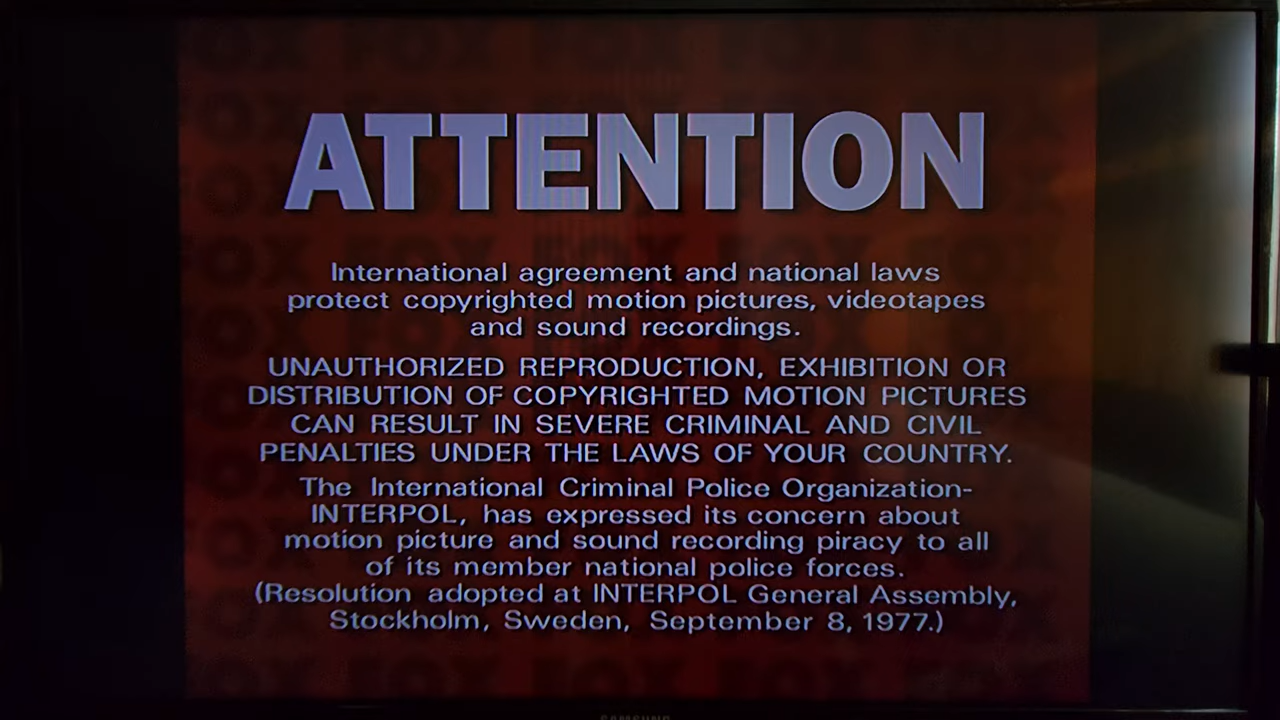 ATTENTION
International agreement and national laws
protect copyrighted motion pictures, videotapes
and sound recordings.
UNAUTHORIZED REPRODUCTION, EXHIBITION OR
DISTRIBUTION OF COPYRIGHTED MOTION PICTURES
CAN RESULT IN SEVERE CRIMINAL AND CIVIL
PENALTIES UNDER THE LAWS OF YOUR COUNTRY.
The International Criminal Police Organization-
INTERPOL, has expressed its concern about
motion picture and sound recording piracy to all
of its member national police forces.
(Resolution adopted at INTERPOL General Assembly,
Stockholm, Sweden, September 8, 1977.)
SAMSUNG